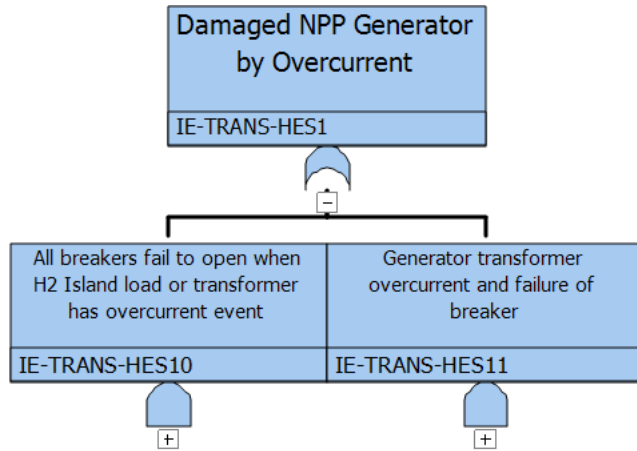 Damaged NPP Generator
by Overcurrent
IE-TRANS-HES1
All breakers fail to open when
H2 Island load or transformer
has overcurrent event
IE-TRANS-HES10
Generator transformer
overcurrent and failure of
breaker
IE-TRANS-HES11